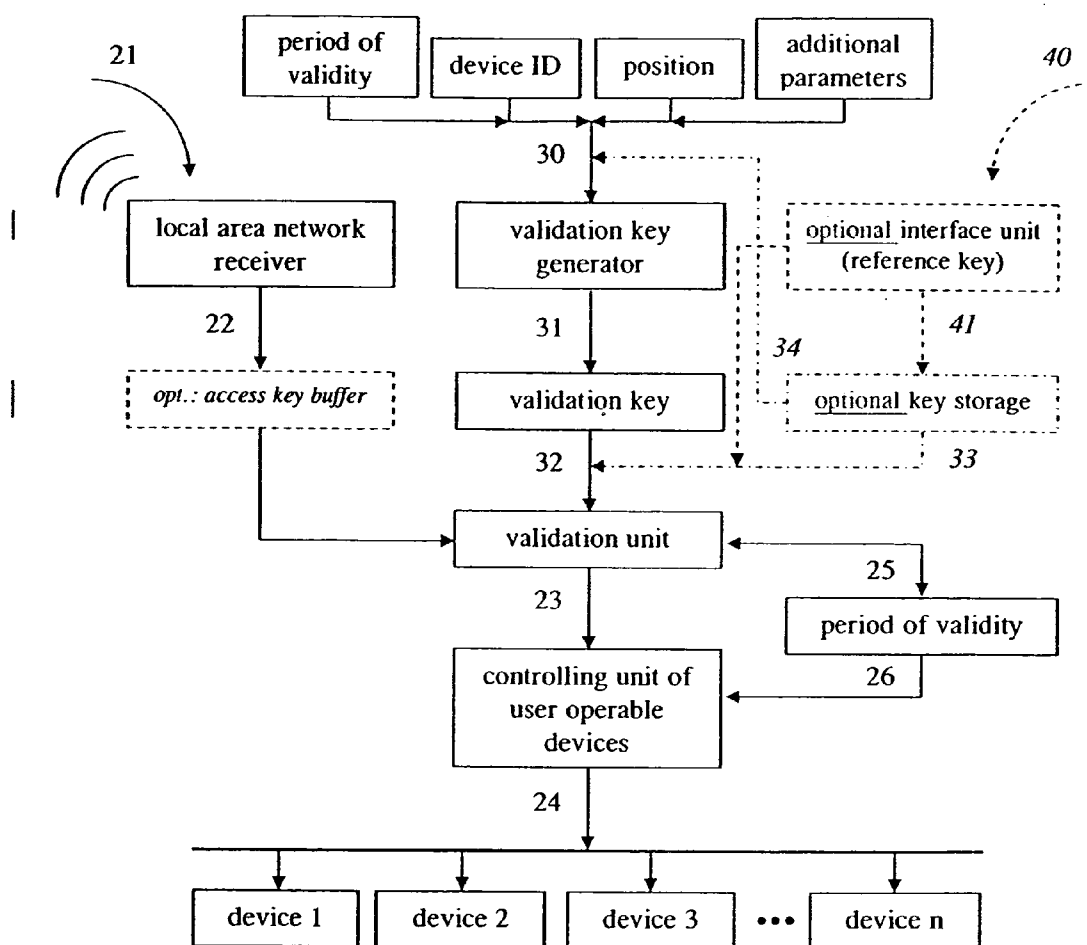 21
period of
validity
device ID
position
additional
parameters
40
30
local area network
receiver
validation key
generator
optional interface unit
(reference key)
22
31
34
41
opt.: access key buffer
validation key
optional key storage
32
33
validation unit
23
25
period of validity
26
controlling unit of
user operable
devices
24
device 1
device 2
device 3
•••
device n